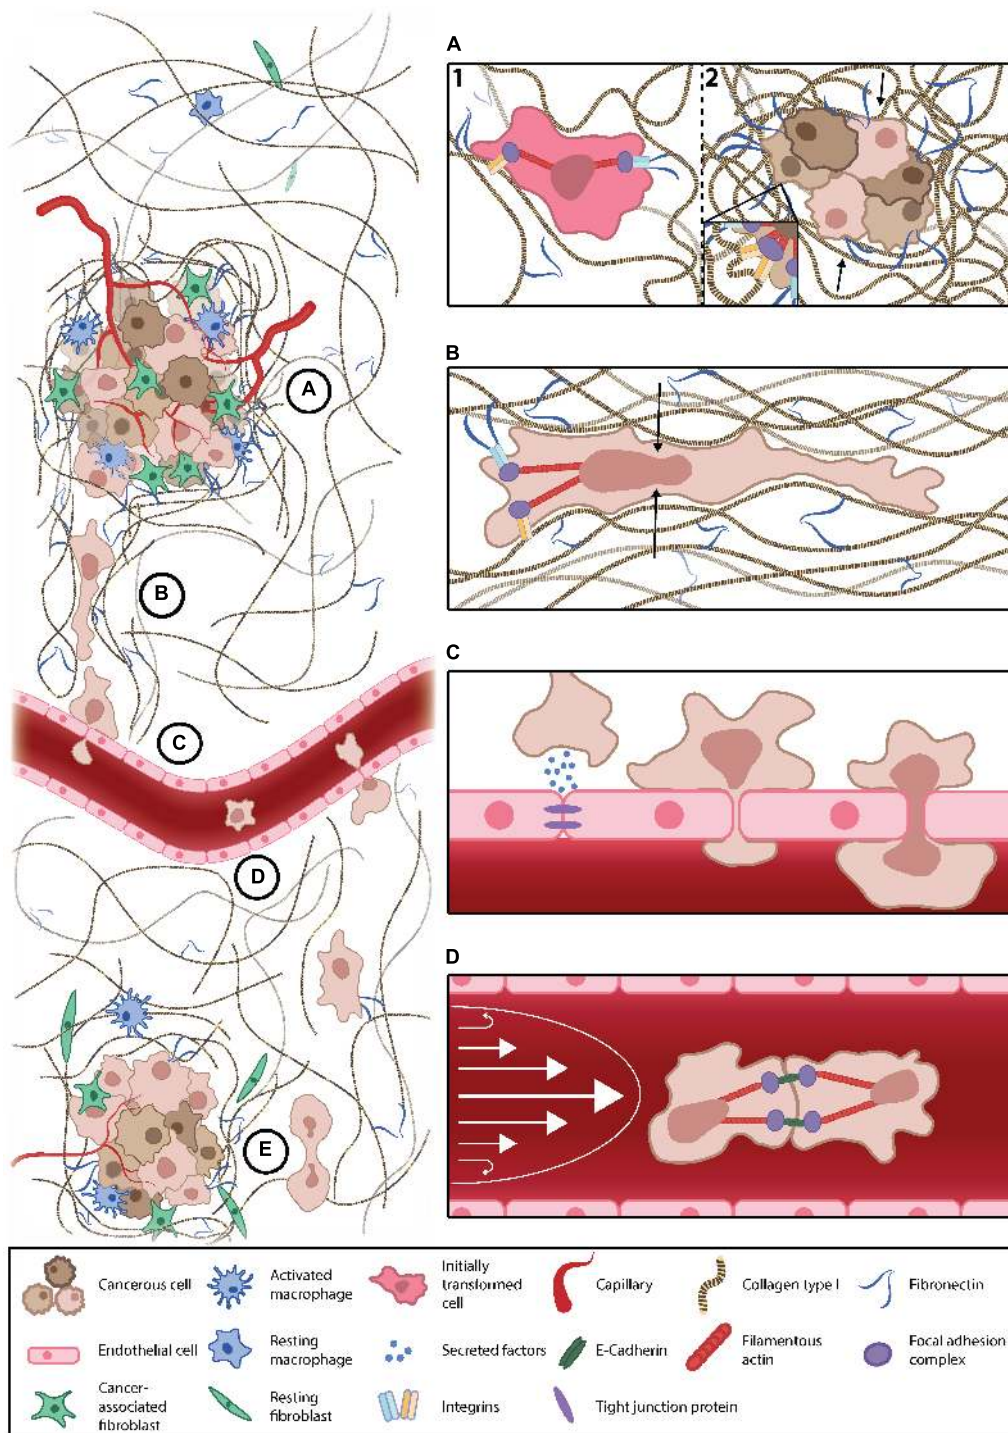 A
1
2
A
B
B
C
C
D
D
E
Cancerous cell
Activated
macrophage
Initially
transformed
cell
Capillary
Collagen type I
Fibronectin
Endothelial cell
Resting
macrophage
Secreted factors
E-Cadherin
Filamentous
actin
Focal adhesion
complex
Cancer-
associated
fibroblast
Resting
fibroblast
Integrins
Tight junction protein